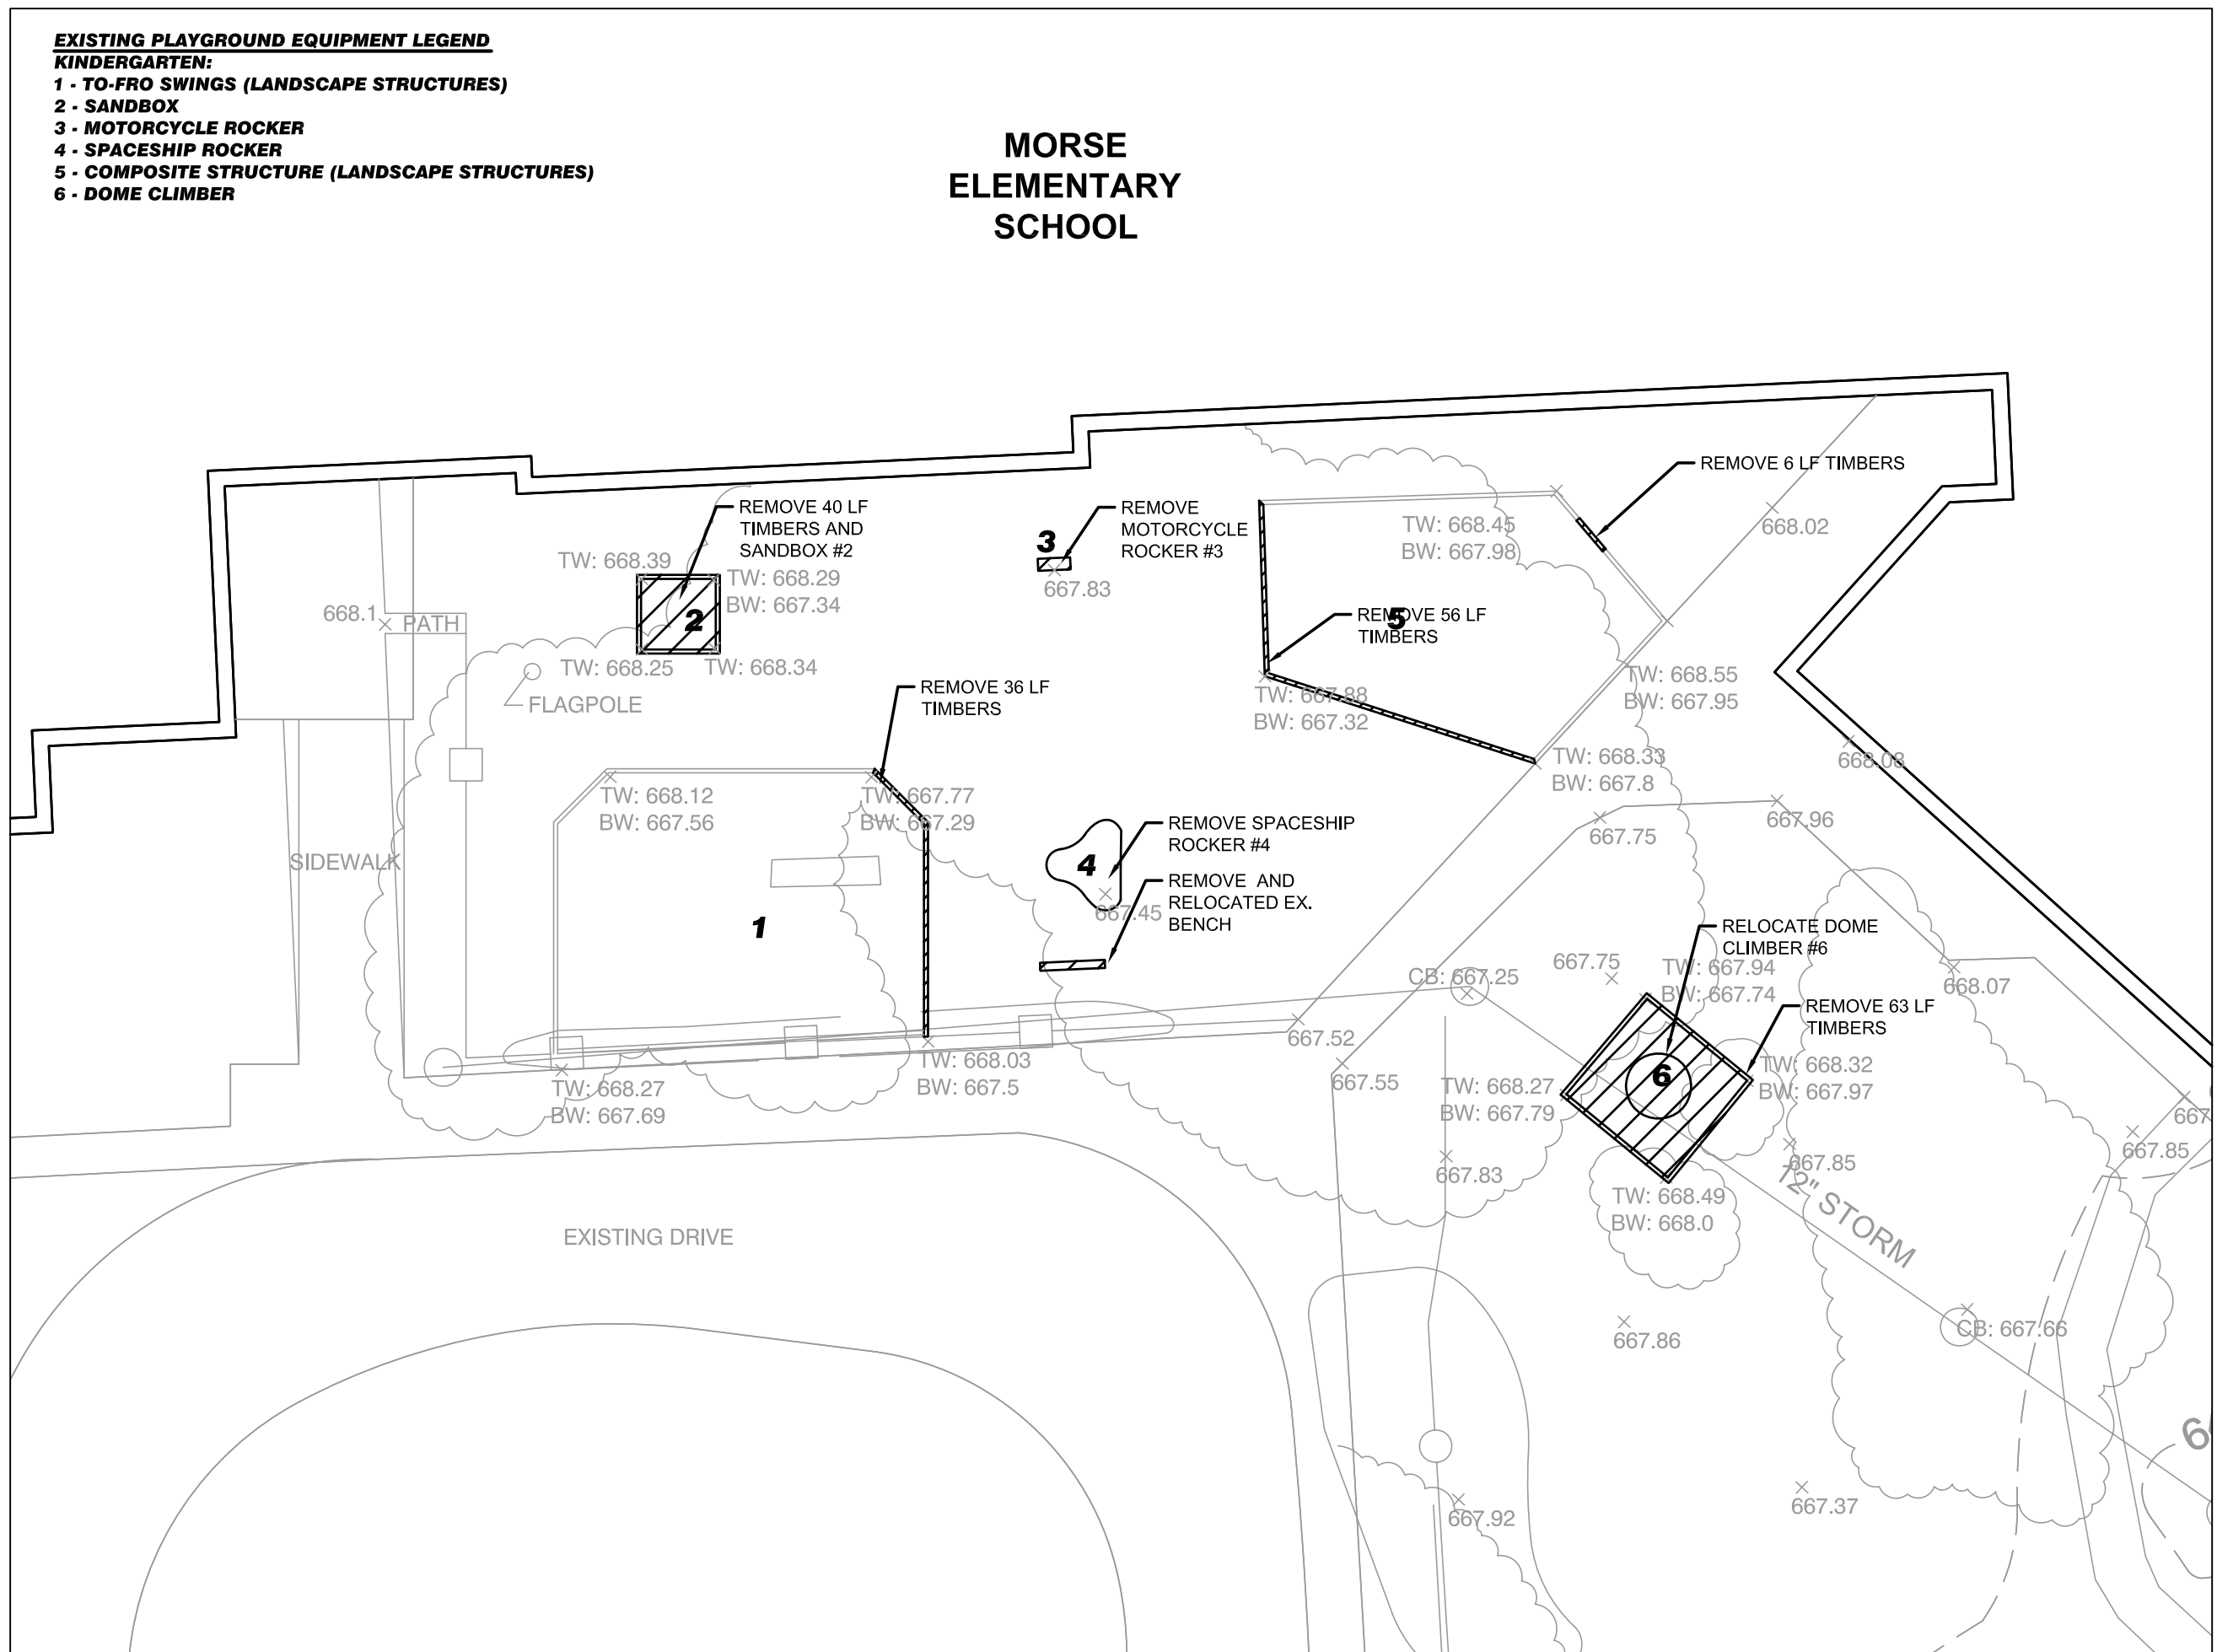 EXISTING PLAYGROUND EQUIPMENT LEGEND
KINDERGARTEN:
1 - TO-FRO SWINGS (LANDSCAPE STRUCTURES)
2 - SANDBOX
3 - MOTORCYCLE ROCKER
4 - SPACESHIP ROCKER
5 - COMPOSITE STRUCTURE (LANDSCAPE STRUCTURES)
6 - DOME CLIMBER
MORSE
ELEMENTARY
SCHOOL
REMOVE 6 LF TIMBERS
REMOVE 40 LF
TIMBERS AND
SANDBOX #2
REMOVE
MOTORCYCLE
ROCKER #3
3
667.83
TW: 668.45
BW: 667.98
668.02
TW: 668.39
TW: 668.29
BW: 667.34
2
668.1
PATH
TW: 668.25
TW: 668.34
FLAGPOLE
REMOVE 56 LF
TIMBERS
5
REMOVE 36 LF
TIMBERS
TW: 667.88
BW: 667.32
TW: 668.55
BW: 667.95
TW: 668.33
BW: 667.8
668.08
TW: 668.12
BW: 667.56
TW: 667.77
BW: 667.29
REMOVE SPACESHIP
ROCKER #4
4
667.45
667.75
667.96
SIDEWALK
REMOVE  AND
RELOCATED EX.
BENCH
1
RELOCATE DOME
CLIMBER #6
CB: 667.25
667.75
TW: 667.94
BW: 667.74
668.07
REMOVE 63 LF
TIMBERS
667.52
667.55
TW: 668.03
BW: 667.5
TW: 668.27
BW: 667.69
TW: 668.27
BW: 667.79
6
TW: 668.32
BW: 667.97
667
667.85
667.85
667.83
TW: 668.49
BW: 668.0
12" STORM
EXISTING DRIVE
667.86
CB: 667.66
667.37
667.92